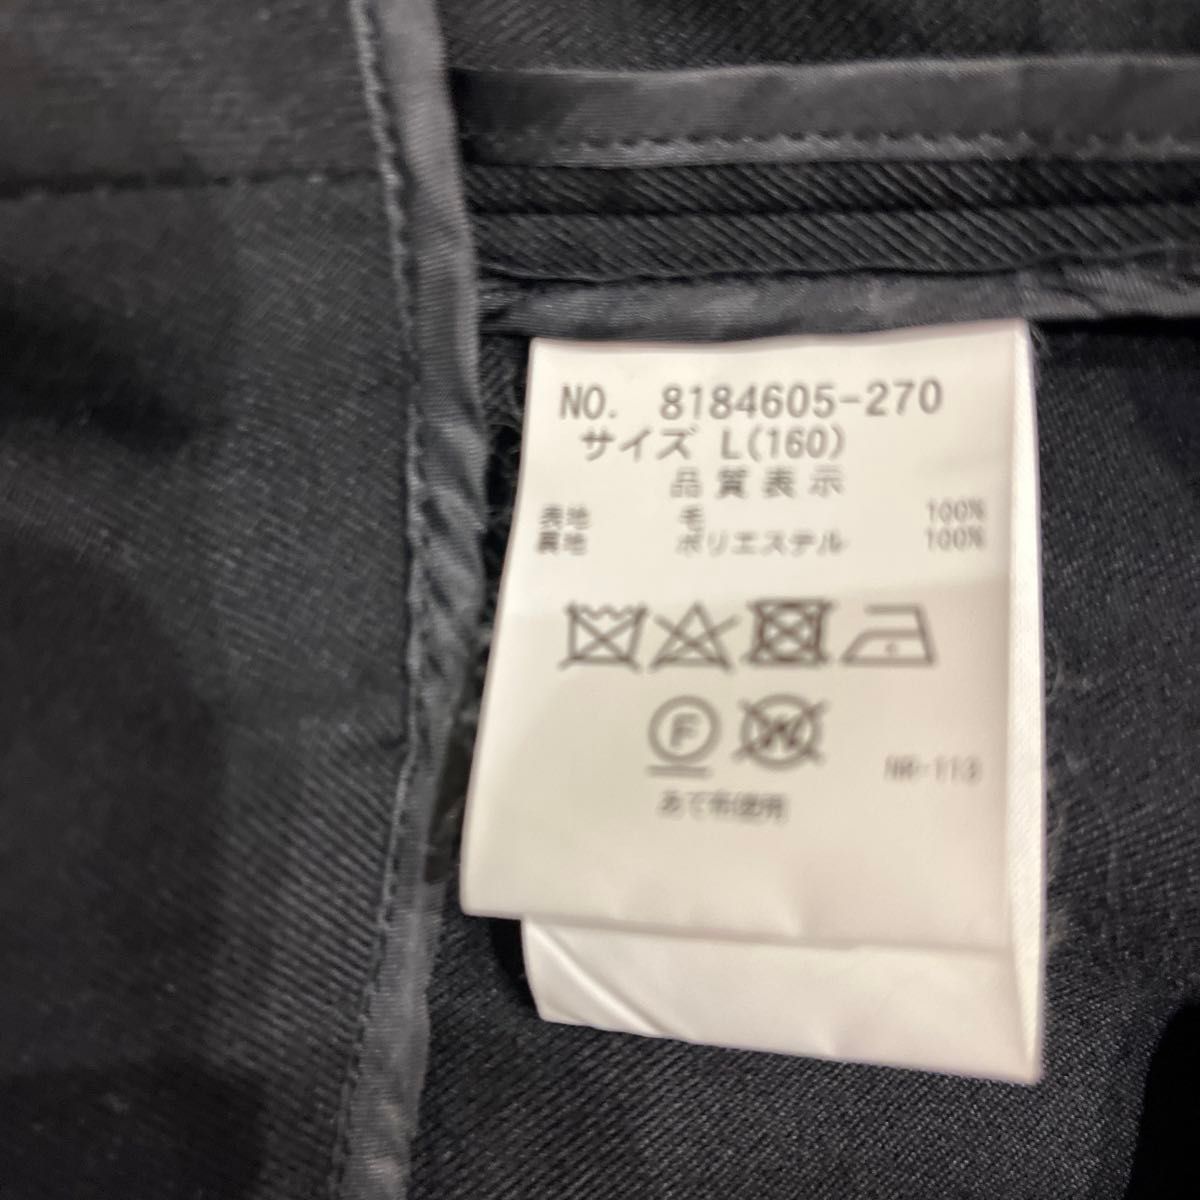 NO. 8184605-270
サイズ L(160)
品質表示
表地 毛 100%
裏地 ポリエステル 100%
F W
NR-113
あて布使用